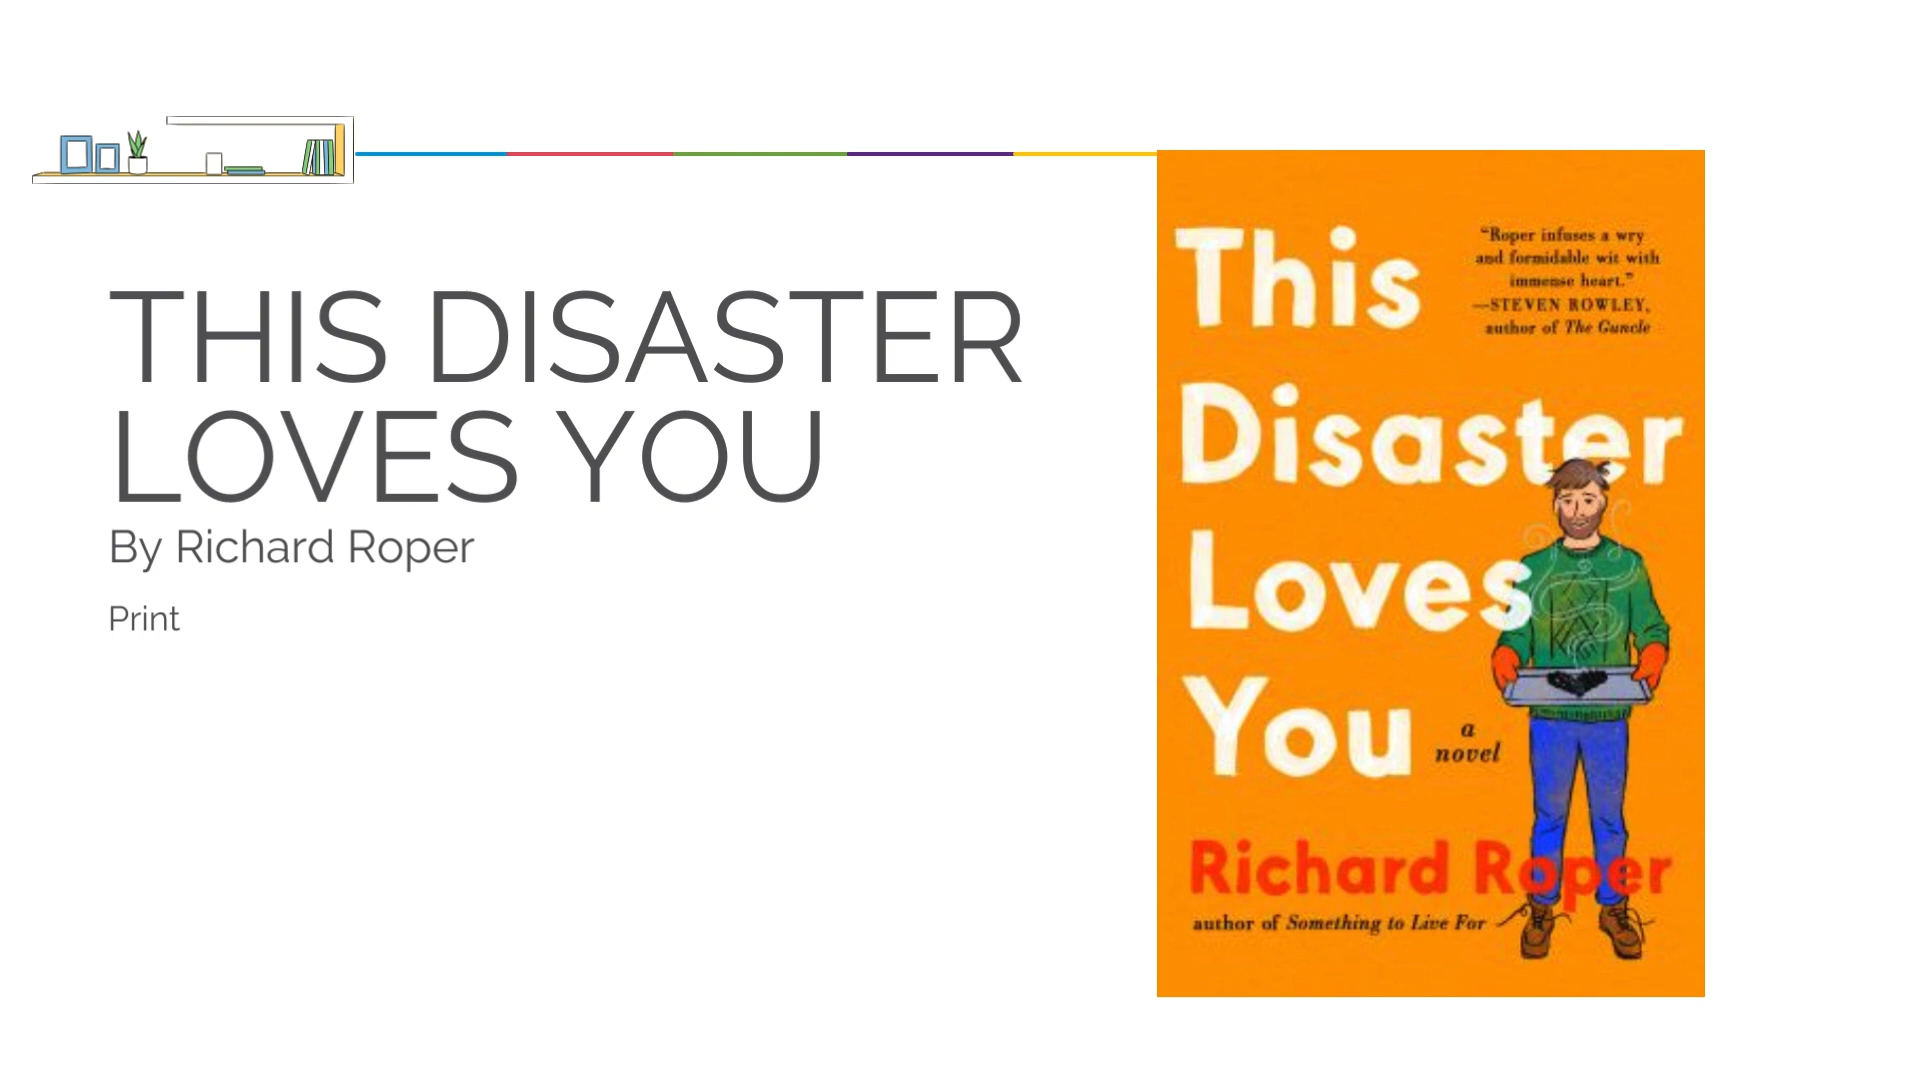 THIS DISASTER
LOVES YOU
By Richard Roper
Print
This
Disaster
Loves
You
"Roper infuses a wry
and formidable wit with
immense heart."
—STEVEN ROWLEY,
author of The Guncle
a
novel
Richard Roper
author of Something to Live For